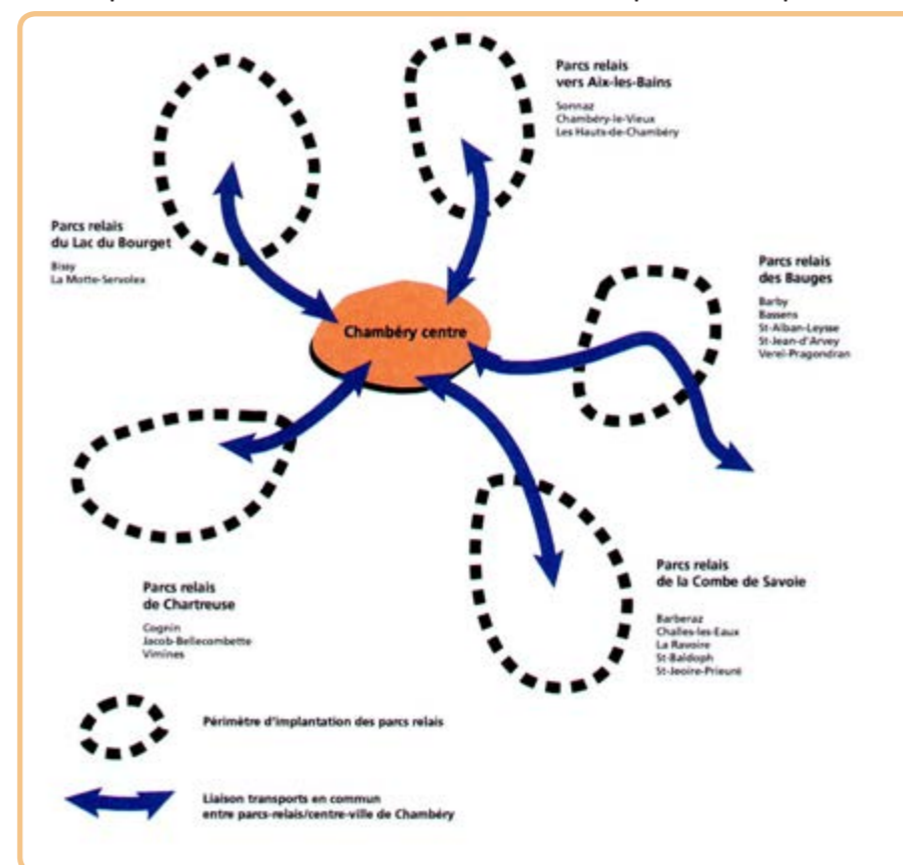 Parcs relais
vers Aix-les-Bains
Sonnaz
Chambéry-le-Vieux
Les Hauts-de-Chambéry
Parcs relais
du Lac du Bourget
Bissy
La Motte-Servolex
Parcs relais
des Bauges
Barby
Bassens
St-Alban-Leysse
St-Jean-d'Arvey
Verel-Pragondran
Chambéry centre
Parcs relais
de Chartreuse
Cognin
Jacob-Bellecombette
Vimines
Parcs relais
de la Combe de Savoie
Barberaz
Challes-les-Eaux
La Ravoire
St-Baldoph
St-Jeoire-Prieuré
Périmètre d'implantation des parcs relais
Liaison transports en commun
entre parcs-relais/centre-ville de Chambéry